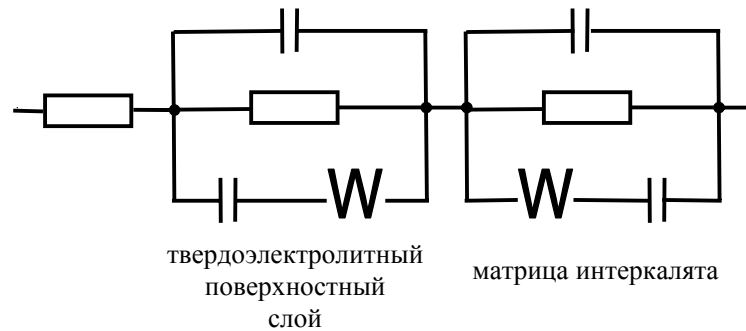 W
W
твердоэлектролитный
поверхностный
слой
матрица интеркалята